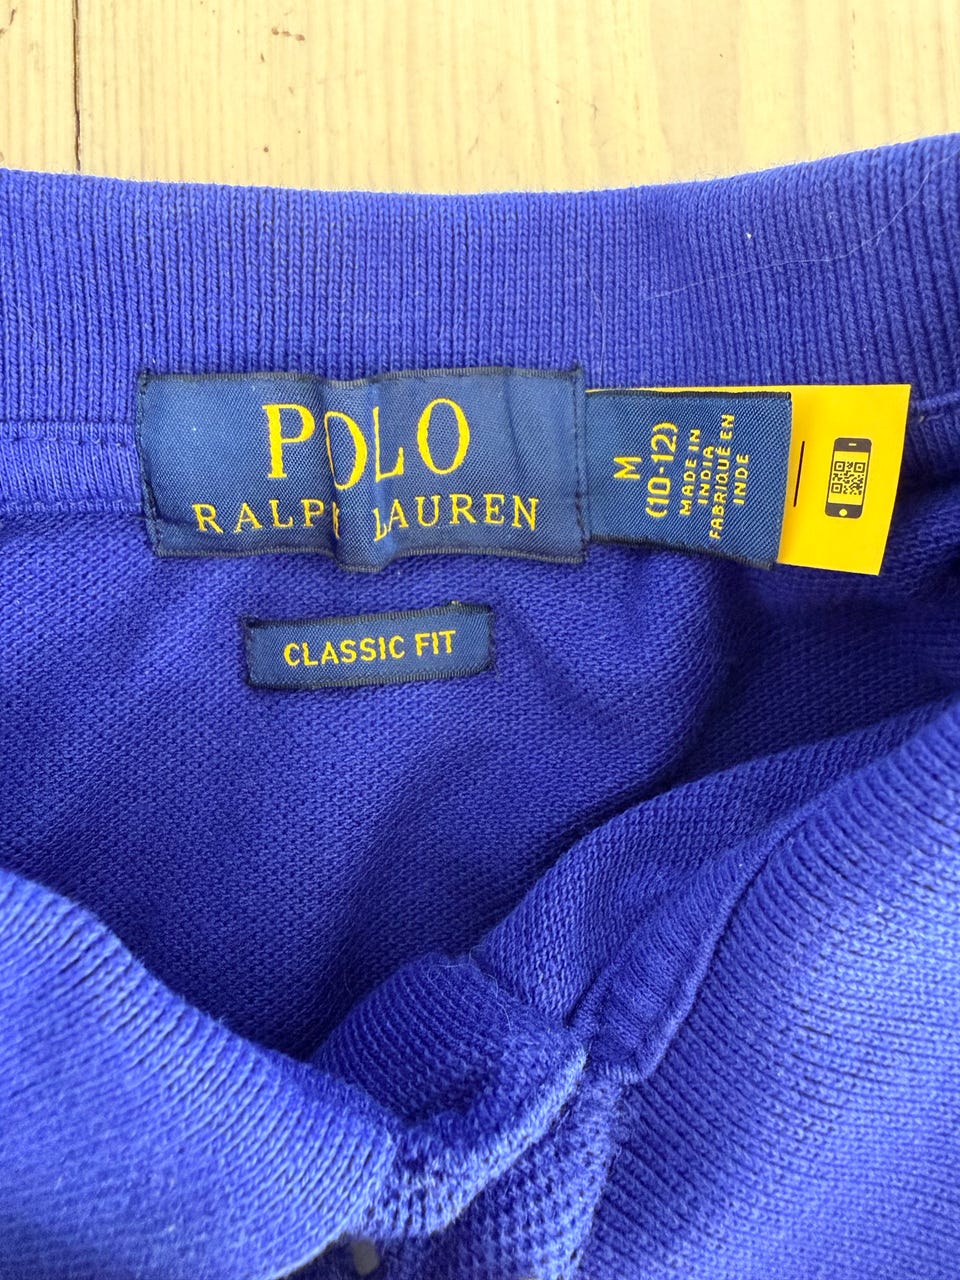 POLO
RALPH LAUREN
M
(10-12)
MADE IN
INDIA
FABRIQUÉ EN
INDE
CLASSIC FIT